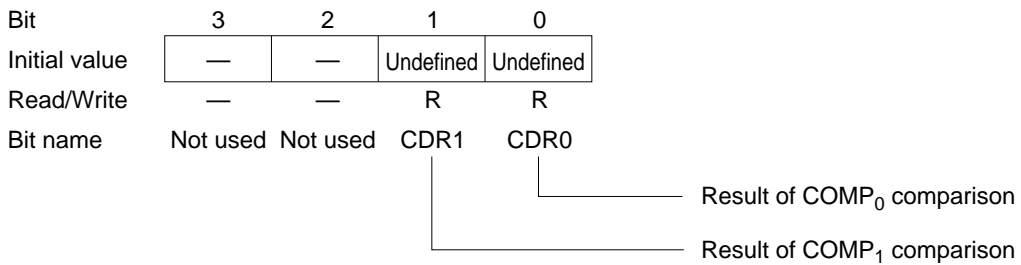 Bit 3 2 1 0
Initial value — — Undefined Undefined
Read/Write — — R R
Bit name Not used Not used CDR1 CDR0
Result of COMP₀ comparison
Result of COMP₁ comparison